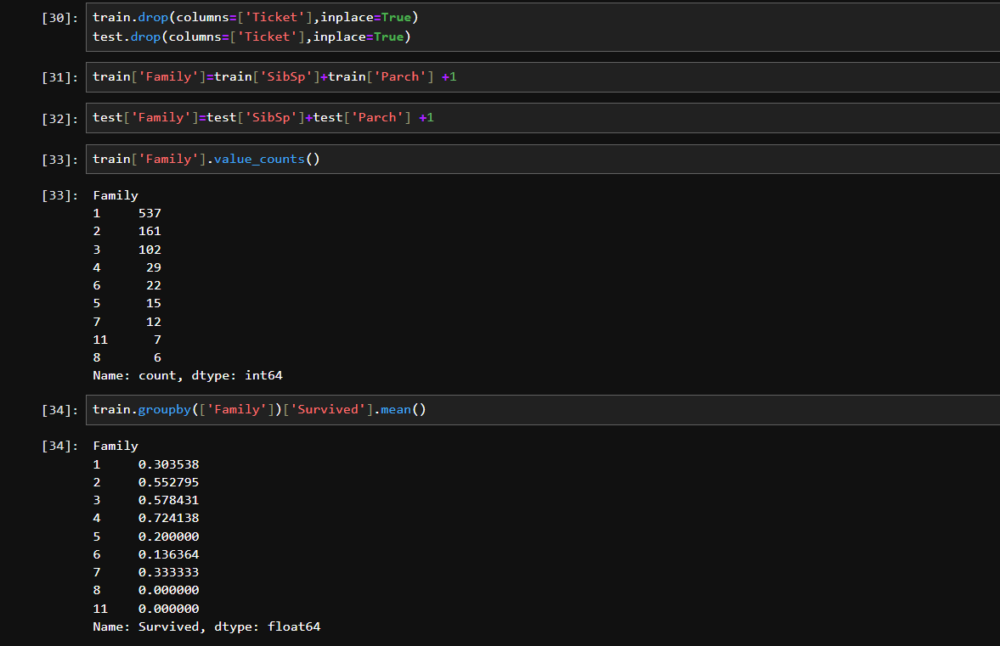 [30]: train.drop(columns=['Ticket'],inplace=True)
test.drop(columns=['Ticket'],inplace=True)
[31]: train['Family']=train['SibSp']+train['Parch'] +1
[32]: test['Family']=test['SibSp']+test['Parch'] +1
[33]: train['Family'].value_counts()
[33]: Family
1 537
2 161
3 102
4 29
6 22
5 15
7 12
11 7
8 6
Name: count, dtype: int64
[34]: train.groupby(['Family'])['Survived'].mean()
[34]: Family
1 0.303538
2 0.552795
3 0.578431
4 0.724138
5 0.200000
6 0.136364
7 0.333333
8 0.000000
11 0.000000
Name: Survived, dtype: float64